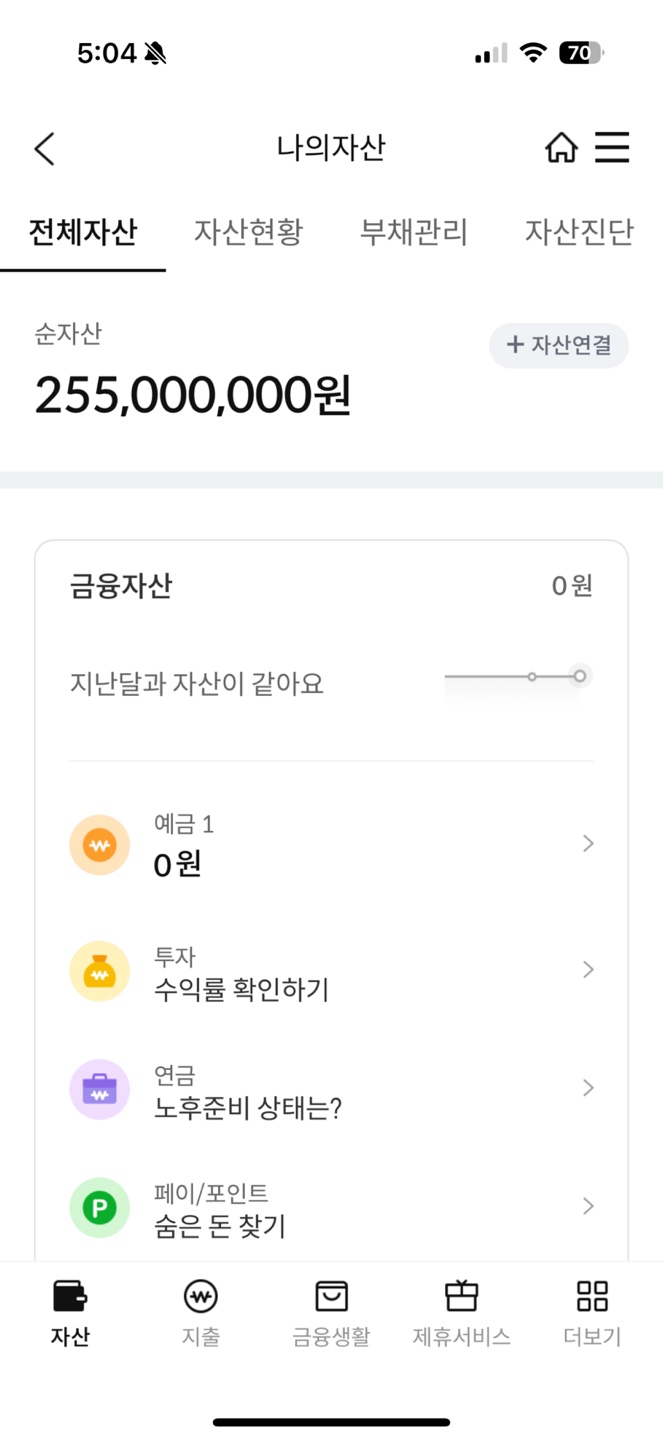 5:04
70
나의자산
전체자산 자산현황 부채관리 자산진단
순자산
+ 자산연결
255,000,000원
금융자산 0원
지난달과 자산이 같아요
예금 1
0원
투자
수익률 확인하기
연금
노후준비 상태는?
P
페이/포인트
숨은 돈 찾기
자산 지출 금융생활 제휴서비스 더보기